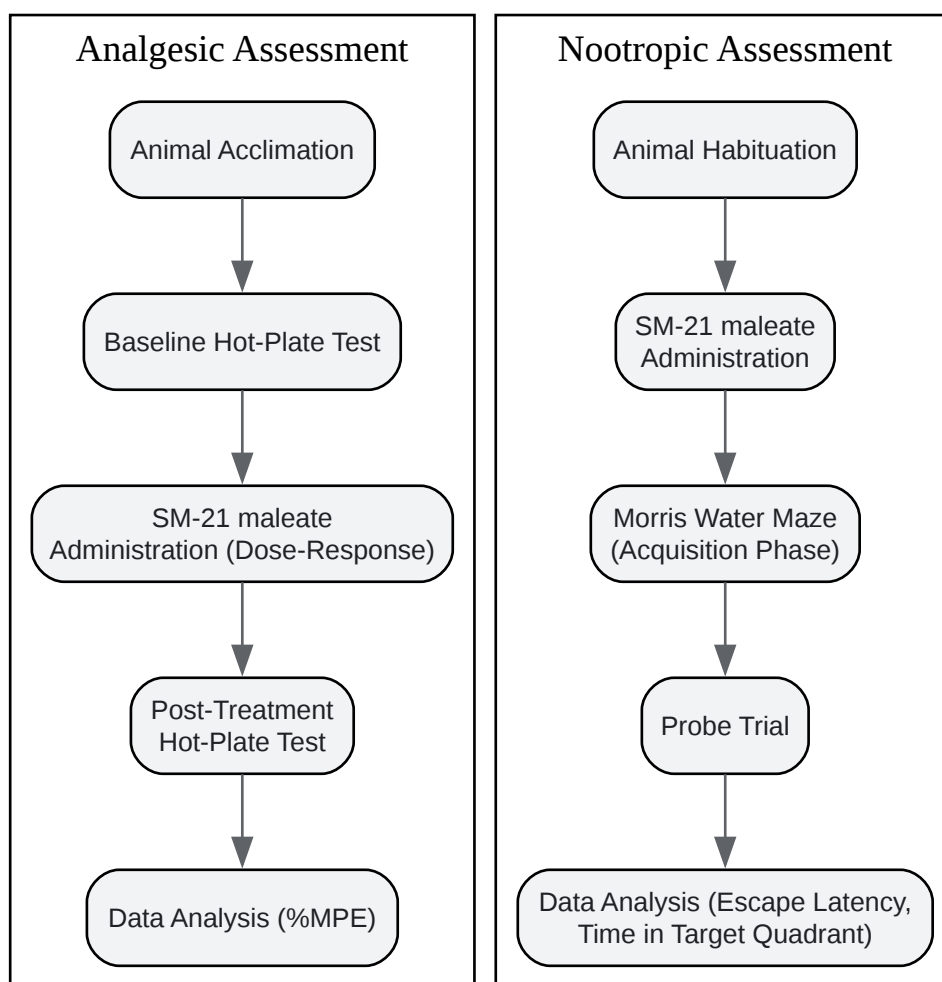 Analgesic Assessment
Animal Acclimation
Baseline Hot-Plate Test
SM-21 maleate
Administration (Dose-Response)
Post-Treatment
Hot-Plate Test
Data Analysis (%MPE)
Nootropic Assessment
Animal Habituation
SM-21 maleate
Administration
Morris Water Maze
(Acquisition Phase)
Probe Trial
Data Analysis (Escape Latency,
Time in Target Quadrant)